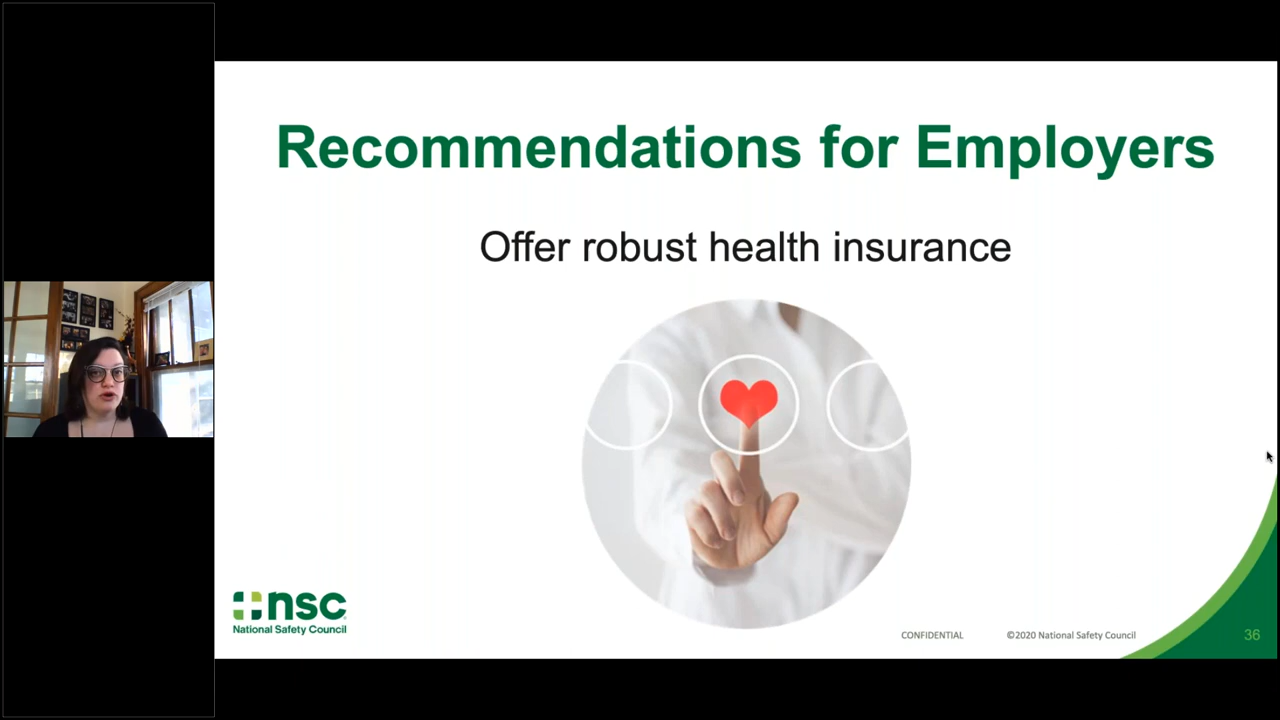 Recommendations for Employers
Offer robust health insurance
nsc
National Safety Council
CONFIDENTIAL
©2020 National Safety Council
36